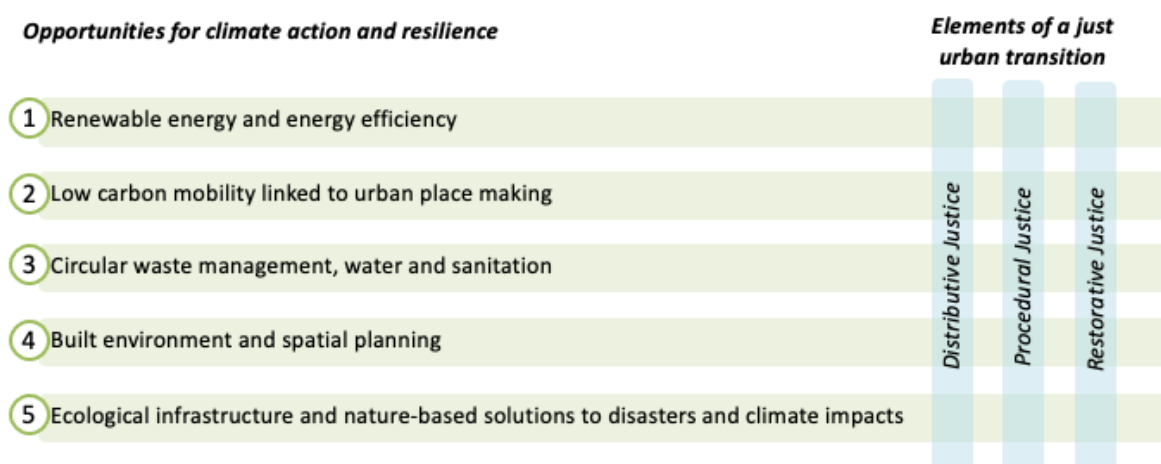 Opportunities for climate action and resilience
Elements of a just
urban transition
1 Renewable energy and energy efficiency
2 Low carbon mobility linked to urban place making
3 Circular waste management, water and sanitation
4 Built environment and spatial planning
5 Ecological infrastructure and nature-based solutions to disasters and climate impacts
Distributive Justice
Procedural Justice
Restorative Justice